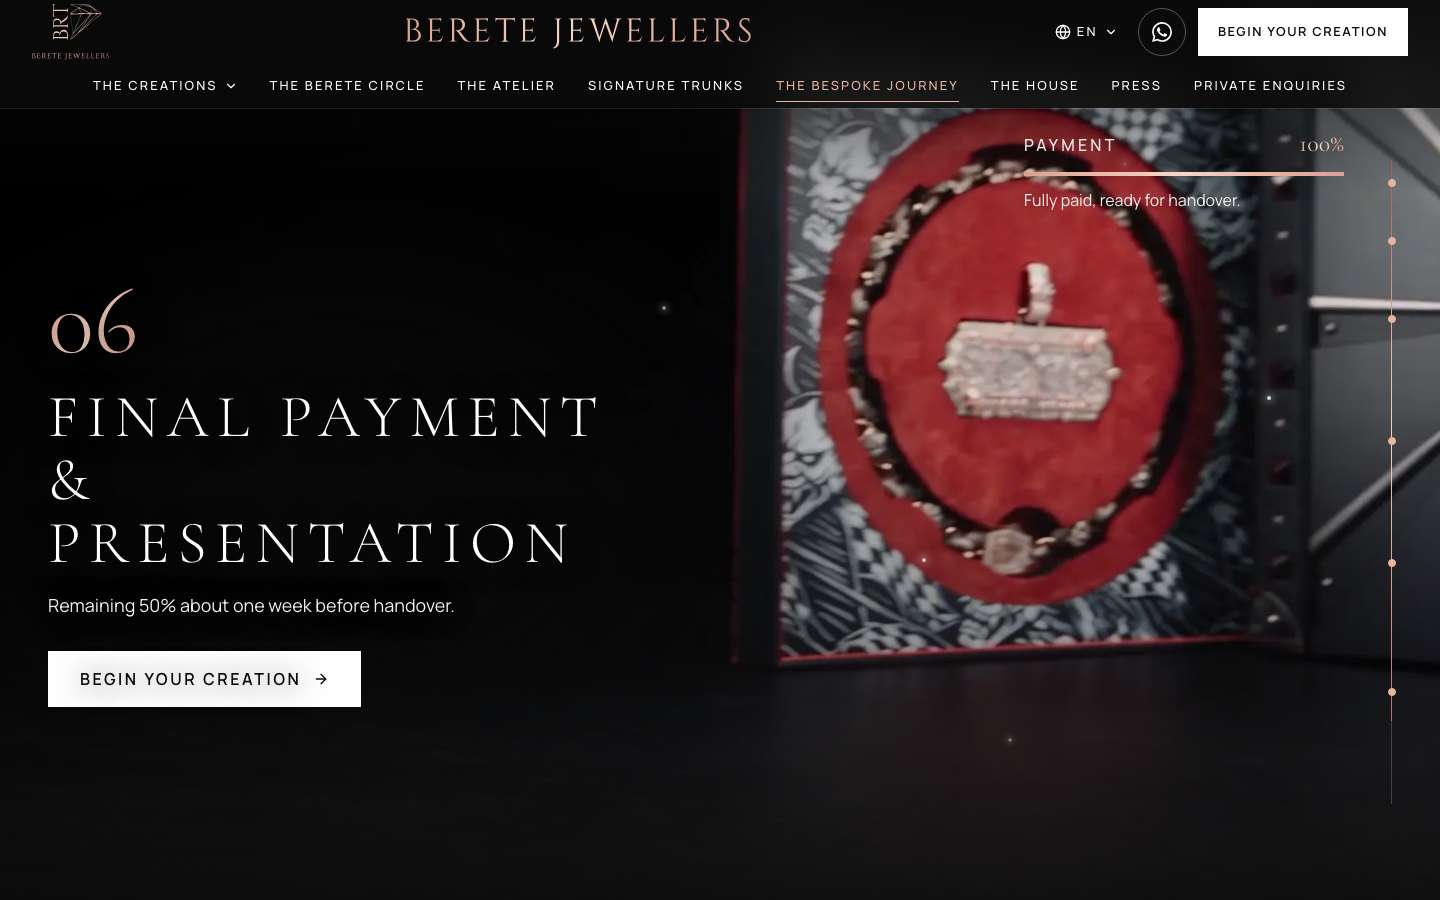 BRT
BERETE JEWELLERS
BERETE JEWELLERS
EN
BEGIN YOUR CREATION
THE CREATIONS
THE BERETE CIRCLE
THE ATELIER
SIGNATURE TRUNKS
THE BESPOKE JOURNEY
THE HOUSE
PRESS
PRIVATE ENQUIRIES
PAYMENT
100%
Fully paid, ready for handover.
06
FINAL PAYMENT
&
PRESENTATION
Remaining 50% about one week before handover.
BEGIN YOUR CREATION